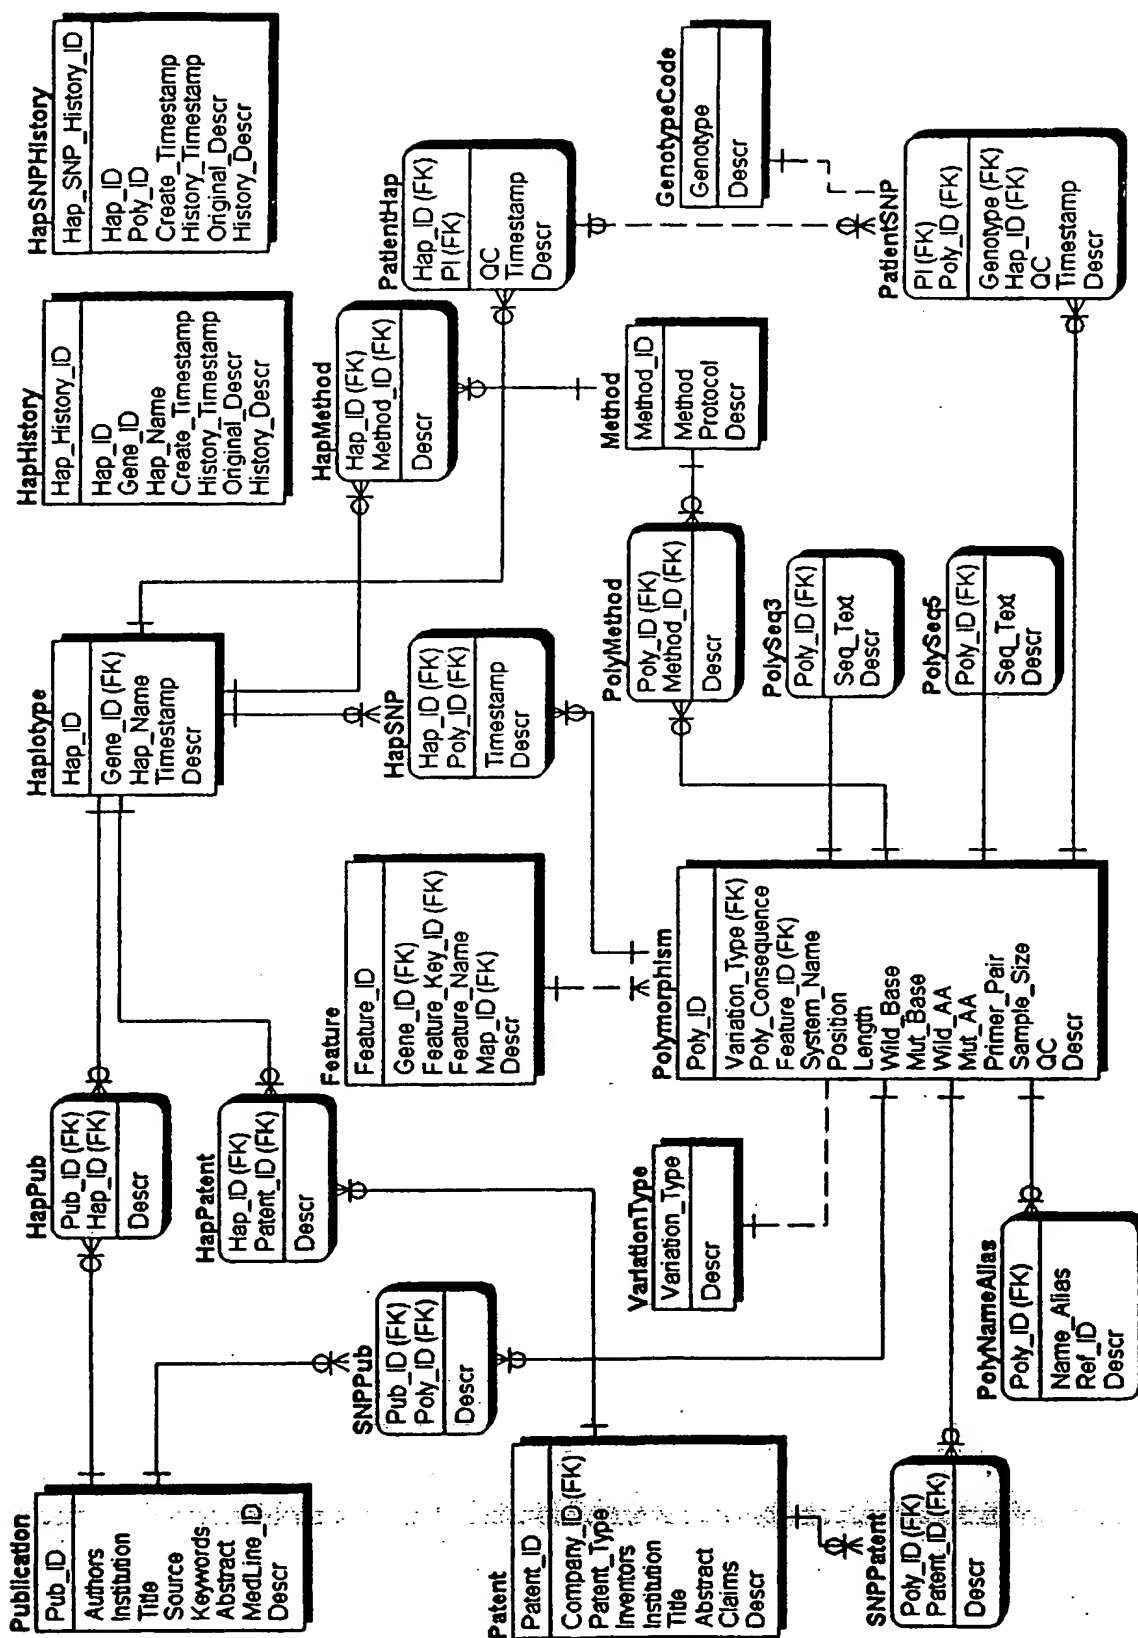 Publication
Pub_ID
Authors
Institution
Title
Source
Keywords
Abstract
MedLine_ID
Descr
HapPub
Pub_ID (FK)
Hap_ID (FK)
Descr
Haplotype
Hap_ID
Gene_ID (FK)
Hap_Name
Timestamp
Descr
HapHistory
Hap_History_ID
Hap_ID
Gene_ID
Hap_Name
Create_Timestamp
History_Timestamp
Original_Descr
History_Descr
HapSNPHistory
Hap_SNP_History_ID
Hap_ID
Poly_ID
Create_Timestamp
History_Timestamp
Original_Descr
History_Descr
HapPatent
Hap_ID (FK)
Patent_ID (FK)
Descr
HapMethod
Hap_ID (FK)
Method_ID (FK)
Descr
PatientHap
Hap_ID (FK)
PI (FK)
QC
Timestamp
Descr
SNPPub
Pub_ID (FK)
Poly_ID (FK)
Descr
Feature
Feature_ID
Gene_ID (FK)
Feature_Key_ID (FK)
Feature_Name
Map_ID (FK)
Descr
HapSNP
Hap_ID (FK)
Poly_ID (FK)
Timestamp
Descr
Method
Method_ID
Method
Protocol
Descr
GenotypeCode
Genotype
Descr
Patent
Patent_ID
Company_ID (FK)
Patent_Type
Inventors
Institution
Title
Abstract
Claims
Descr
VariationType
Variation_Type
Descr
Polymorphism
Poly_ID
Variation_Type (FK)
Poly_Consequence
Feature_ID (FK)
System_Name
Position
Length
Wild_Base
Mut_Base
Wild_AA
Mut_AA
Primer_Pair
Sample_Size
QC
Descr
PolyMethod
Poly_ID (FK)
Method_ID (FK)
Descr
PolySeq3
Poly_ID (FK)
Seq_Text
Descr
PolySeq5
Poly_ID (FK)
Seq_Text
Descr
PatientSNP
PI (FK)
Poly_ID (FK)
Genotype (FK)
Hap_ID (FK)
QC
Timestamp
Descr
SNPPatent
Poly_ID (FK)
Patent_ID (FK)
Descr
PolyNameAlias
Poly_ID (FK)
Name_Alias
Ref_ID
Descr